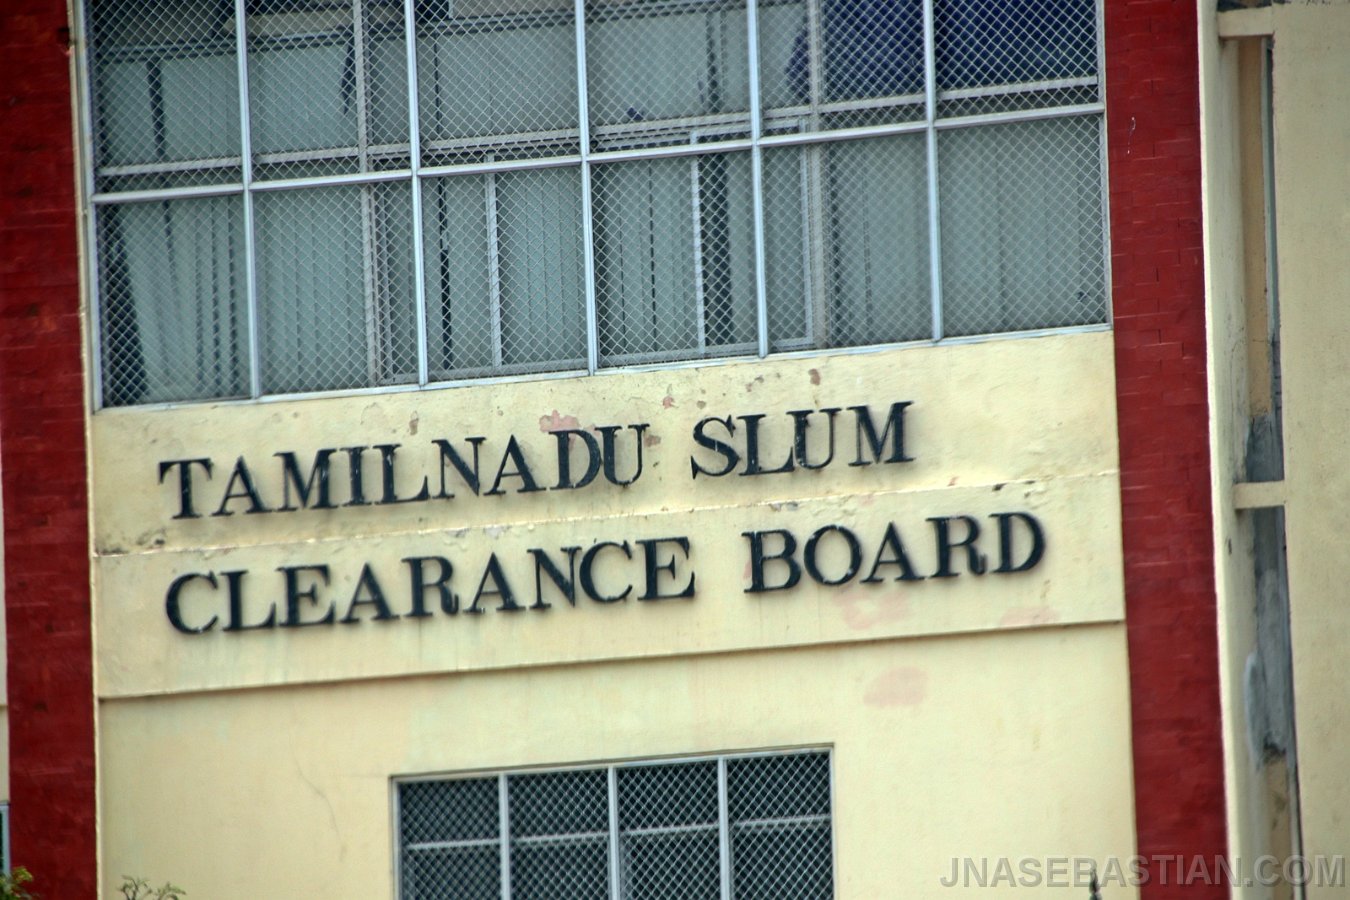 TAMILNADU SLUM
CLEARANCE BOARD
JNASEBASTIAN.COM